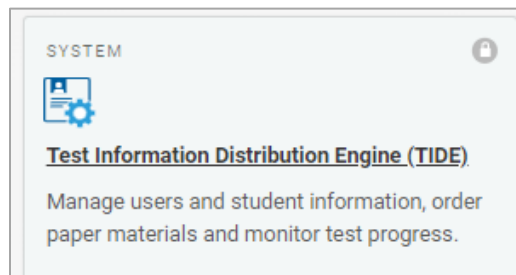 SYSTEM
Test Information Distribution Engine (TIDE)
Manage users and student information, order
paper materials and monitor test progress.